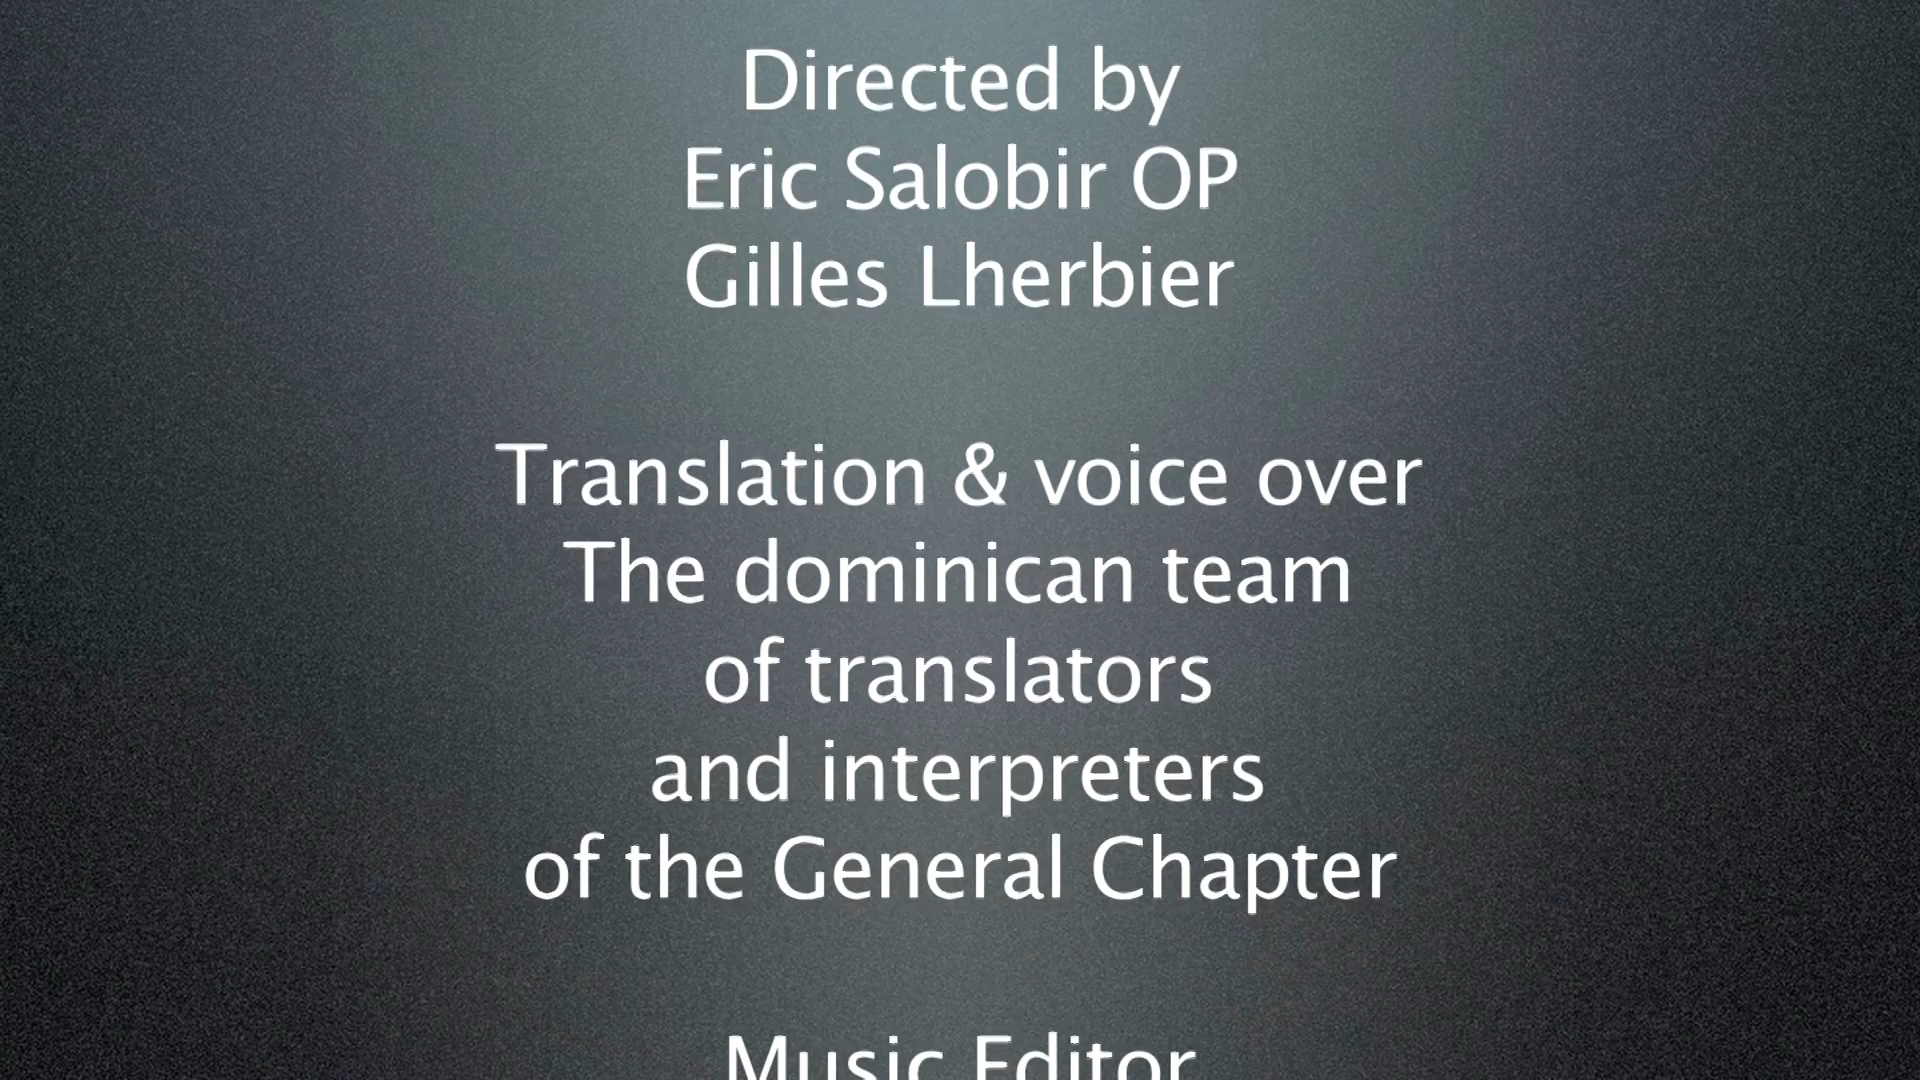 Directed by
Eric Salobir OP
Gilles Lherbier
Translation & voice over
The dominican team
of translators
and interpreters
of the General Chapter
Music Editor